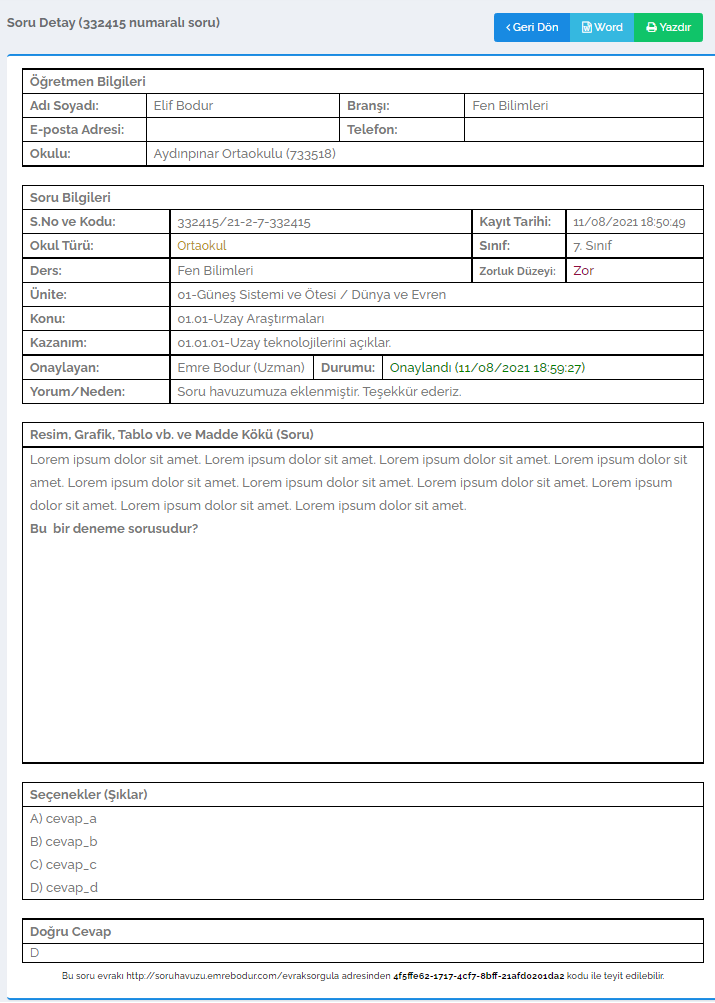 Soru Detay (332415 numaralı soru)
Geri Dön Word Yazdır
Öğretmen Bilgileri
Adı Soyadı: Elif Bodur Branşı: Fen Bilimleri
E-posta Adresi: Telefon:
Okulu: Aydınpınar Ortaokulu (733518)
Soru Bilgileri
S.No ve Kodu: 332415/21-2-7-332415 Kayıt Tarihi: 11/08/2021 18:50:49
Okul Türü: Ortaokul Sınıf: 7. Sınıf
Ders: Fen Bilimleri Zorluk Düzeyi: Zor
Ünite: 01-Güneş Sistemi ve Ötesi / Dünya ve Evren
Konu: 01.01-Uzay Araştırmaları
Kazanım: 01.01.01-Uzay teknolojilerini açıklar.
Onaylayan: Emre Bodur (Uzman) Durumu: Onaylandı (11/08/2021 18:59:27)
Yorum/Neden: Soru havuzumuza eklenmiştir. Teşekkür ederiz.
Resim, Grafik, Tablo vb. ve Madde Kökü (Soru)
Lorem ipsum dolor sit amet. Lorem ipsum dolor sit amet. Lorem ipsum dolor sit amet. Lorem ipsum dolor sit
amet. Lorem ipsum dolor sit amet. Lorem ipsum dolor sit amet. Lorem ipsum dolor sit amet. Lorem ipsum
dolor sit amet. Lorem ipsum dolor sit amet. Lorem ipsum dolor sit amet.
Bu bir deneme sorusudur?
Seçenekler (Şıklar)
A) cevap_a
B) cevap_b
C) cevap_c
D) cevap_d
Doğru Cevap
D
Bu soru evrakı http://soruhavuzu.emrebodur.com/evraksorgula adresinden 4f5ffe62-1717-4cf7-8bff-21afd0201da2 kodu ile teyit edilebilir.